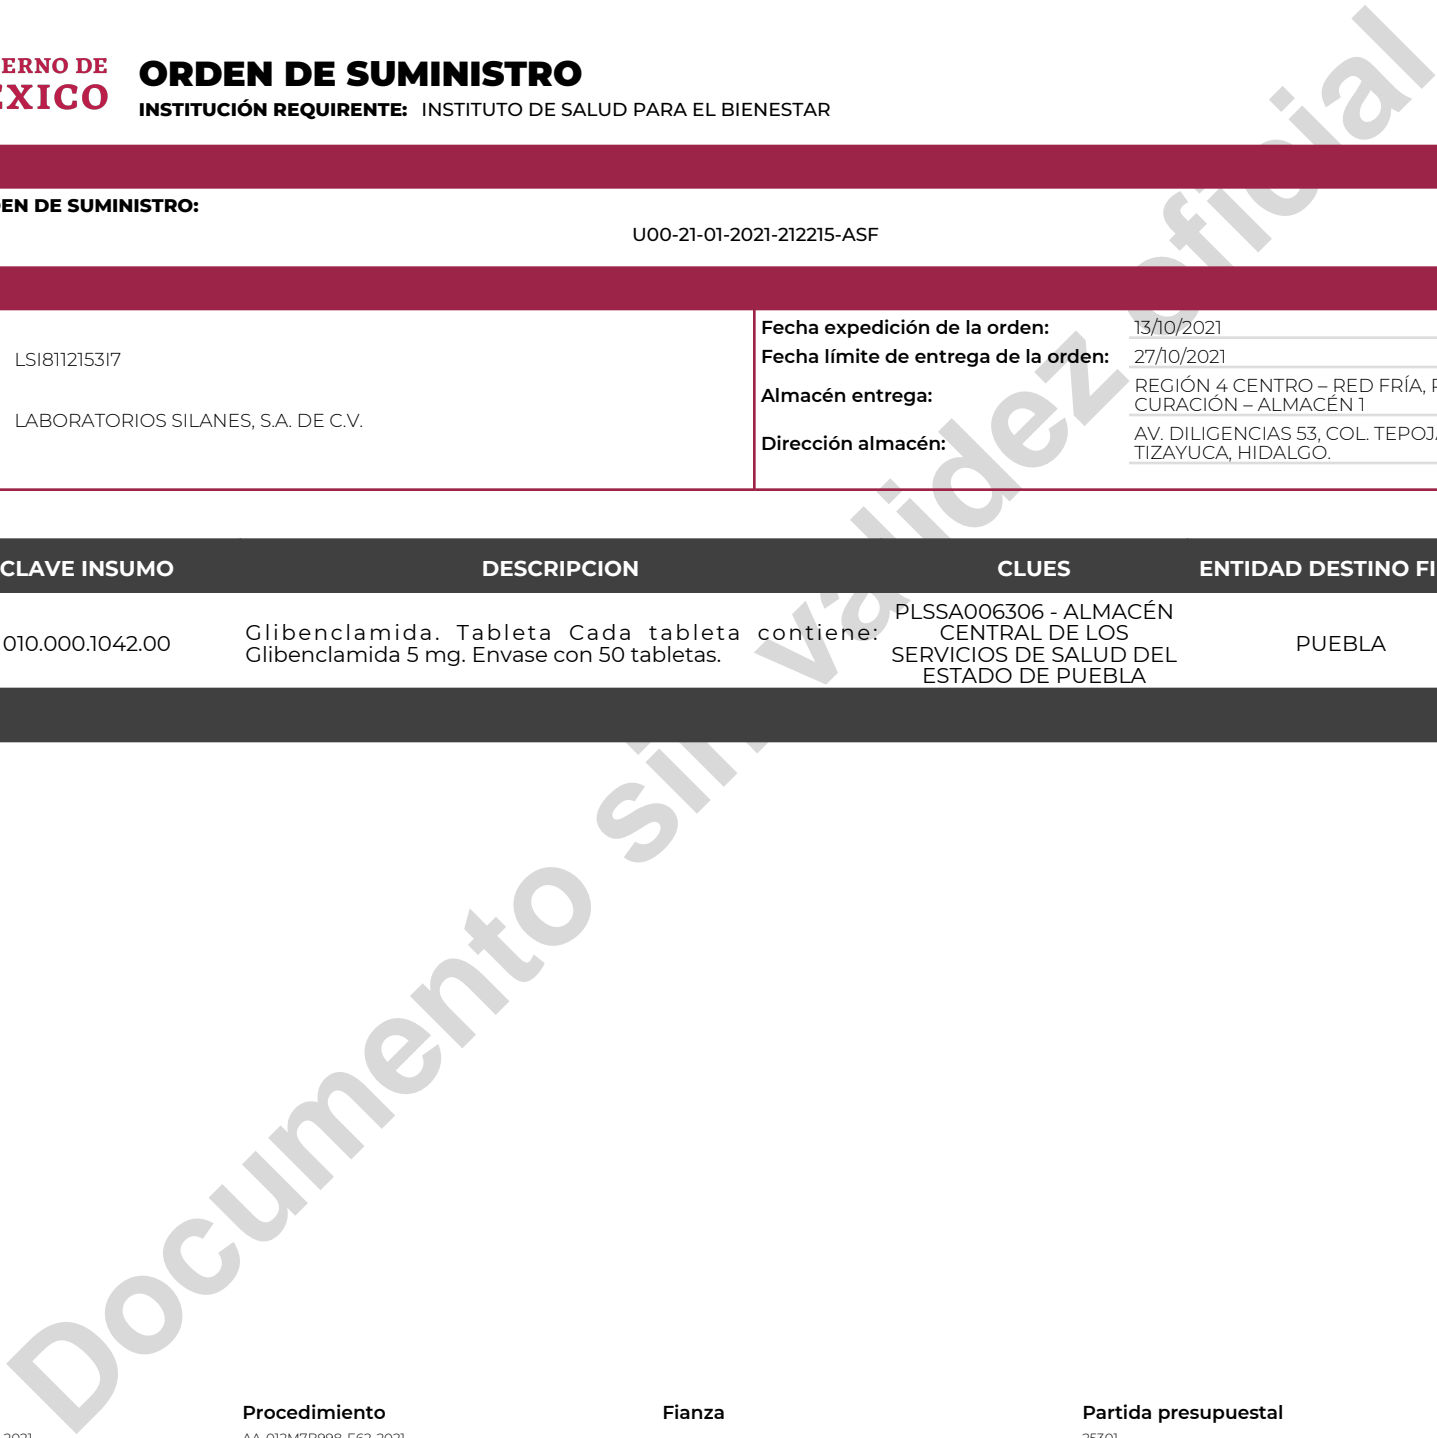 ERNO DE
ÉXICO
ORDEN DE SUMINISTRO
INSTITUCIÓN REQUIRENTE: INSTITUTO DE SALUD PARA EL BIENESTAR
EN DE SUMINISTRO:
U00-21-01-2021-212215-ASF
LSI8112153I7
LABORATORIOS SILANES, S.A. DE C.V.
Fecha expedición de la orden: 13/10/2021
Fecha límite de entrega de la orden: 27/10/2021
Almacén entrega: REGIÓN 4 CENTRO – RED FRÍA,
CURACIÓN – ALMACÉN 1
Dirección almacén: AV. DILIGENCIAS 53, COL. TEPOJ
TIZAYUCA, HIDALGO.
CLAVE INSUMO DESCRIPCION CLUES ENTIDAD DESTINO FI
010.000.1042.00
Glibenclamida. Tableta Cada tableta contiene:
Glibenclamida 5 mg. Envase con 50 tabletas.
PLSSA006306 - ALMACÉN
CENTRAL DE LOS
SERVICIOS DE SALUD DEL
ESTADO DE PUEBLA
PUEBLA
Documento sin validez oficial
Procedimiento Fianza Partida presupuestal